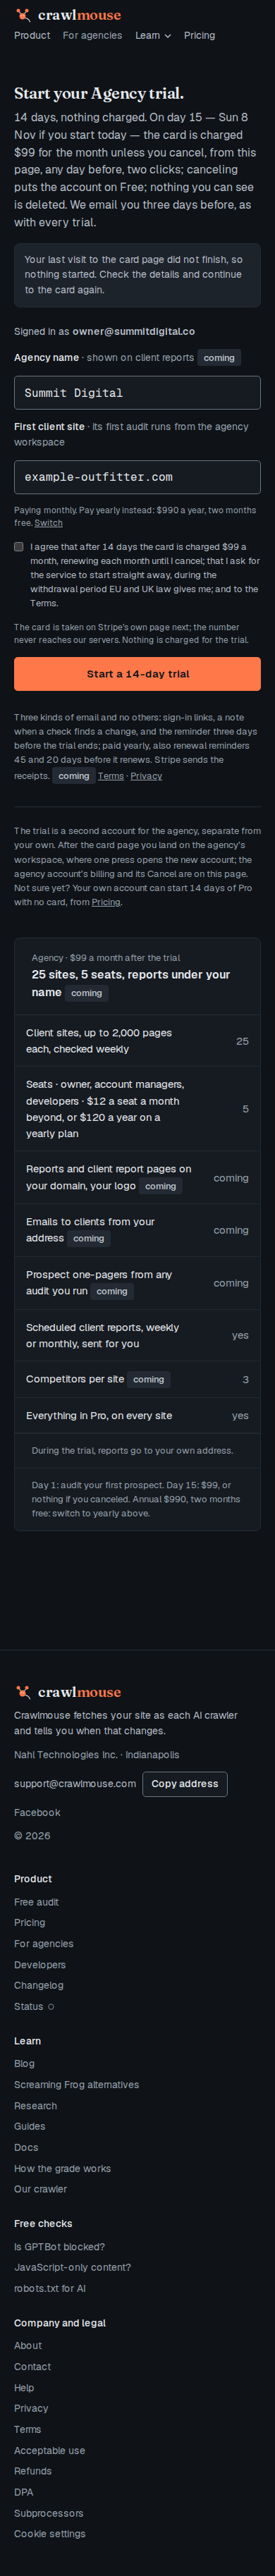 crawlmouse
Product For agencies Learn Pricing
Start your Agency trial.
14 days, nothing charged. On day 15 — Sun 8
Nov if you start today — the card is charged
$99 for the month unless you cancel, from this
page, any day before, two clicks; canceling
puts the account on Free; nothing you can see
is deleted. We email you three days before, as
with every trial.
Your last visit to the card page did not finish, so
nothing started. Check the details and continue
to the card again.
Signed in as owner@summitdigital.co
Agency name · shown on client reports coming
Summit Digital
First client site · its first audit runs from the agency
workspace
example-outfitter.com
Paying monthly. Pay yearly instead: $990 a year, two months
free. Switch
I agree that after 14 days the card is charged $99 a
month, renewing each month until I cancel; that I ask for
the service to start straight away, during the
withdrawal period EU and UK law gives me; and to the
Terms.
The card is taken on Stripe's own page next; the number
never reaches our servers. Nothing is charged for the trial.
Start a 14-day trial
Three kinds of email and no others: sign-in links, a note
when a check finds a change, and the reminder three days
before the trial ends; paid yearly, also renewal reminders
45 and 20 days before it renews. Stripe sends the
receipts. coming Terms · Privacy
The trial is a second account for the agency, separate from
your own. After the card page you land on the agency's
workspace, where one press opens the new account; the
agency account's billing and its Cancel are on this page.
Not sure yet? Your own account can start 14 days of Pro
with no card, from Pricing.
Agency · $99 a month after the trial
25 sites, 5 seats, reports under your
name coming
Client sites, up to 2,000 pages
each, checked weekly 25
Seats · owner, account managers,
developers · $12 a seat a month
beyond, or $120 a year on a
yearly plan 5
Reports and client report pages on
your domain, your logo coming coming
Emails to clients from your
address coming coming
Prospect one-pagers from any
audit you run coming coming
Scheduled client reports, weekly
or monthly, sent for you yes
Competitors per site coming 3
Everything in Pro, on every site yes
During the trial, reports go to your own address.
Day 1: audit your first prospect. Day 15: $99, or
nothing if you canceled. Annual $990, two months
free: switch to yearly above.
crawlmouse
Crawlmouse fetches your site as each AI crawler
and tells you when that changes.
Nahl Technologies Inc. · Indianapolis
support@crawlmouse.com Copy address
Facebook
© 2026
Product
Free audit
Pricing
For agencies
Developers
Changelog
Status
Learn
Blog
Screaming Frog alternatives
Research
Guides
Docs
How the grade works
Our crawler
Free checks
Is GPTBot blocked?
JavaScript-only content?
robots.txt for AI
Company and legal
About
Contact
Help
Privacy
Terms
Acceptable use
Refunds
DPA
Subprocessors
Cookie settings